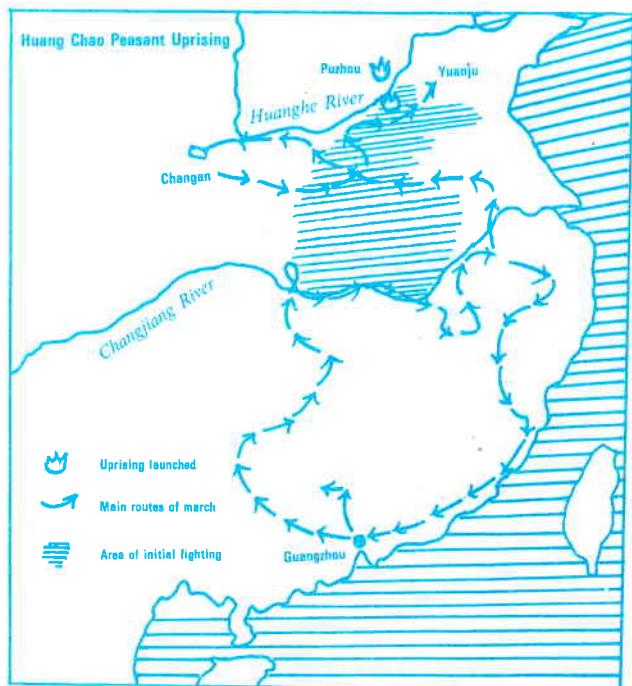 Huang Chao Peasant Uprising
Puzhou
Yuanju
Huanghe River
Changan
Changjiang River
Uprising launched
Main routes of march
Area of initial fighting
Guangzhou